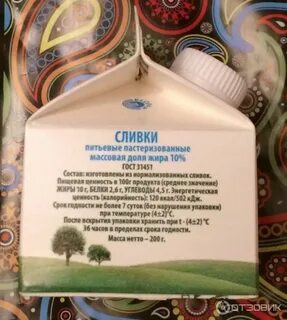 СЛИВКИ
питьевые пастеризованные
массовая доля жира 10%
ГОСТ 31451
Состав: изготовлены из нормализованных сливок.
Пищевая ценность в 100г продукта (среднее значение)
ЖИРЫ 10 г, БЕЛКИ 2,6 г, УГЛЕВОДЫ 4,5 г. Энергетическая
ценность (калорийность): 120 ккал/502 кДж.
Срок годности не более 7 суток (без нарушения упаковки)
при температуре (4±2)°С.
После вскрытия упаковки хранить при t - (4±2)°С
36 часов в пределах срока годности.
Масса нетто – 200 г.
ОТЗОВИК